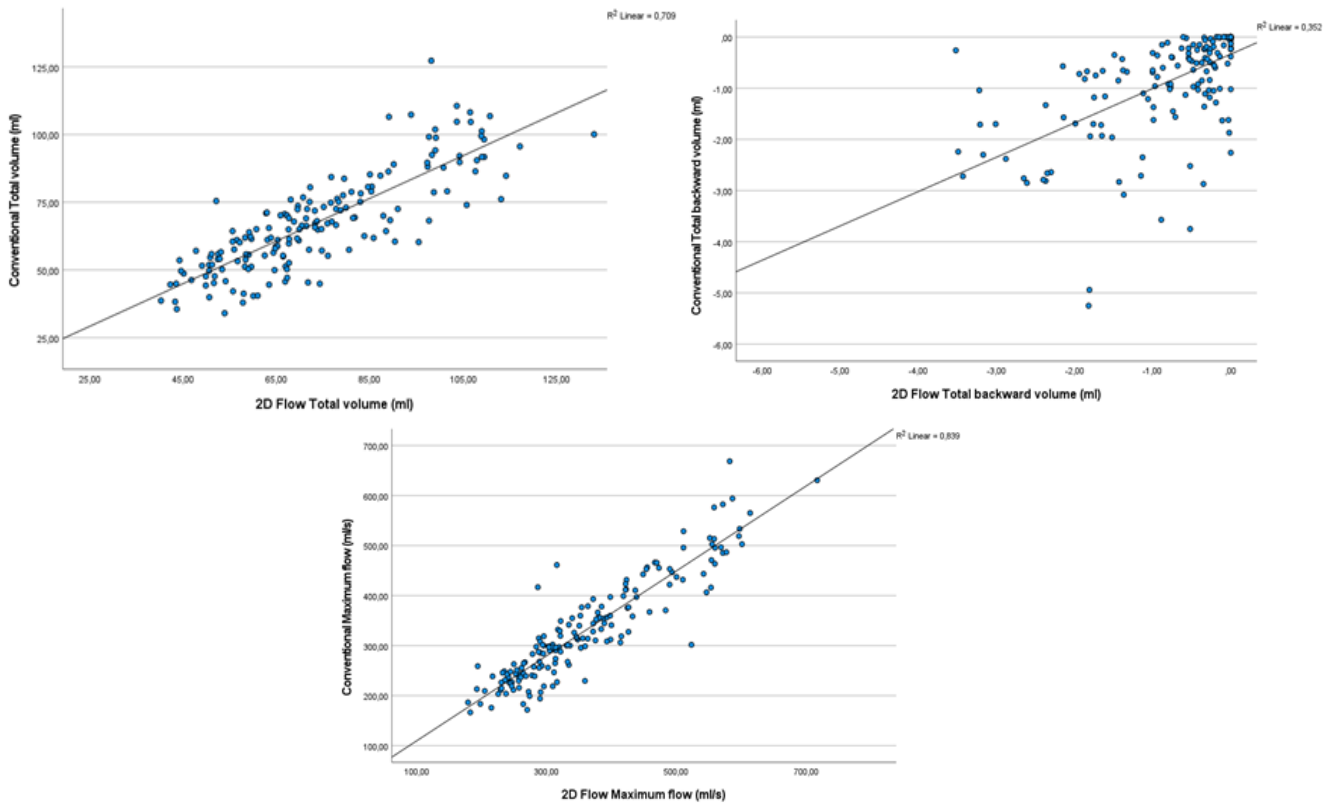 R2 Linear = 0,709
125,00
100,00
75,00
50,00
25,00
Conventional Total volume (ml)
25,00 45,00 65,00 85,00 105,00 125,00
2D Flow Total volume (ml)
R2 Linear = 0,352
,00
-1,00
-2,00
-3,00
-4,00
-5,00
-6,00
Conventional Total backward volume (ml)
-6,00 -5,00 -4,00 -3,00 -2,00 -1,00 ,00
2D Flow Total backward volume (ml)
R2 Linear = 0,839
700,00
600,00
500,00
400,00
300,00
200,00
100,00
Conventional Maximum flow (ml/s)
100,00 300,00 500,00 700,00
2D Flow Maximum flow (ml/s)